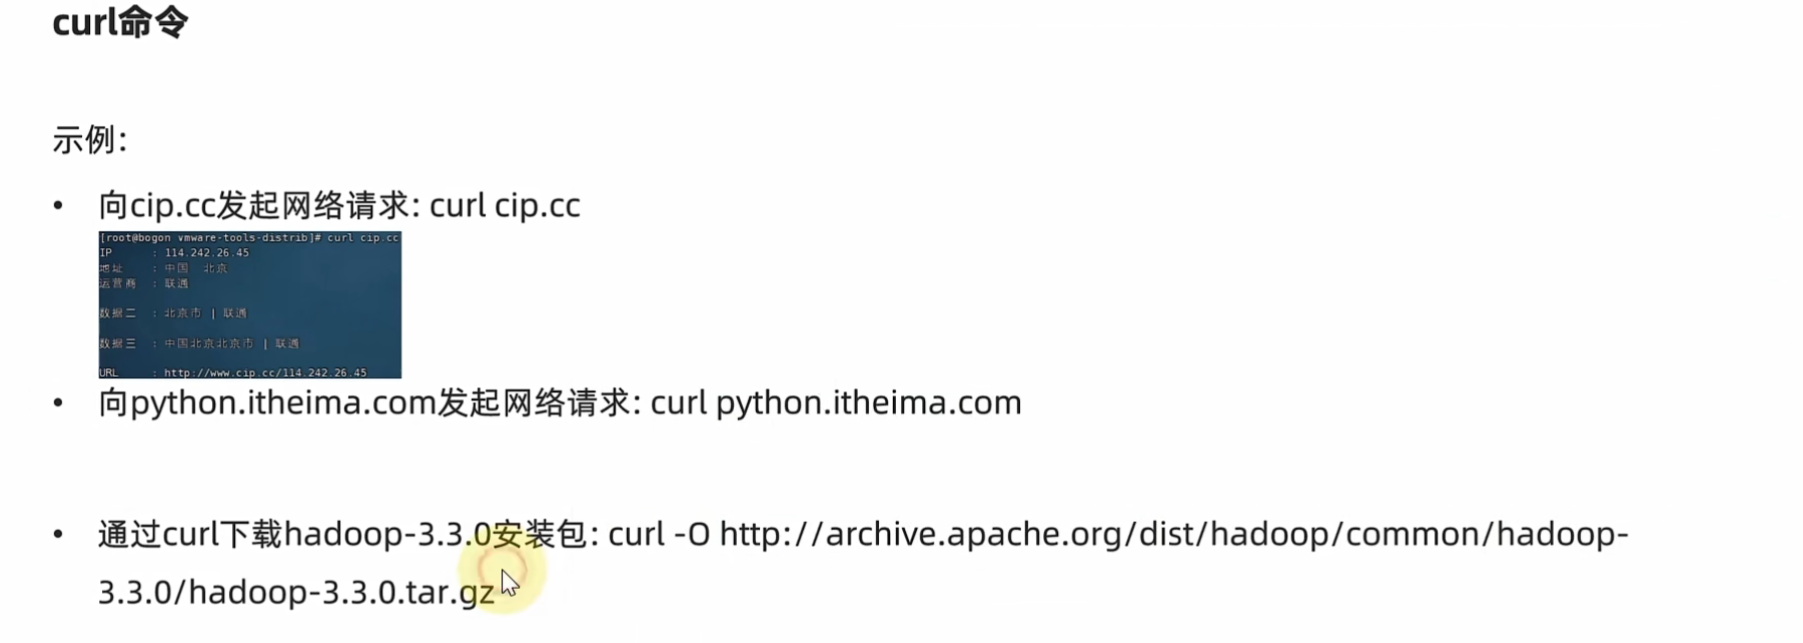 curl命令
示例：
• 向cip.cc发起网络请求: curl cip.cc
[root@bogon vmware-tools-distrib]# curl cip.cc
IP : 114.242.26.45
地址 : 中国 北京
运营商 : 联通
数据二 : 北京市 | 联通
数据三 : 中国北京北京市 | 联通
URL : http://www.cip.cc/114.242.26.45
• 向python.itheima.com发起网络请求: curl python.itheima.com
• 通过curl下载hadoop-3.3.0安装包: curl -O http://archive.apache.org/dist/hadoop/common/hadoop-
3.3.0/hadoop-3.3.0.tar.gz